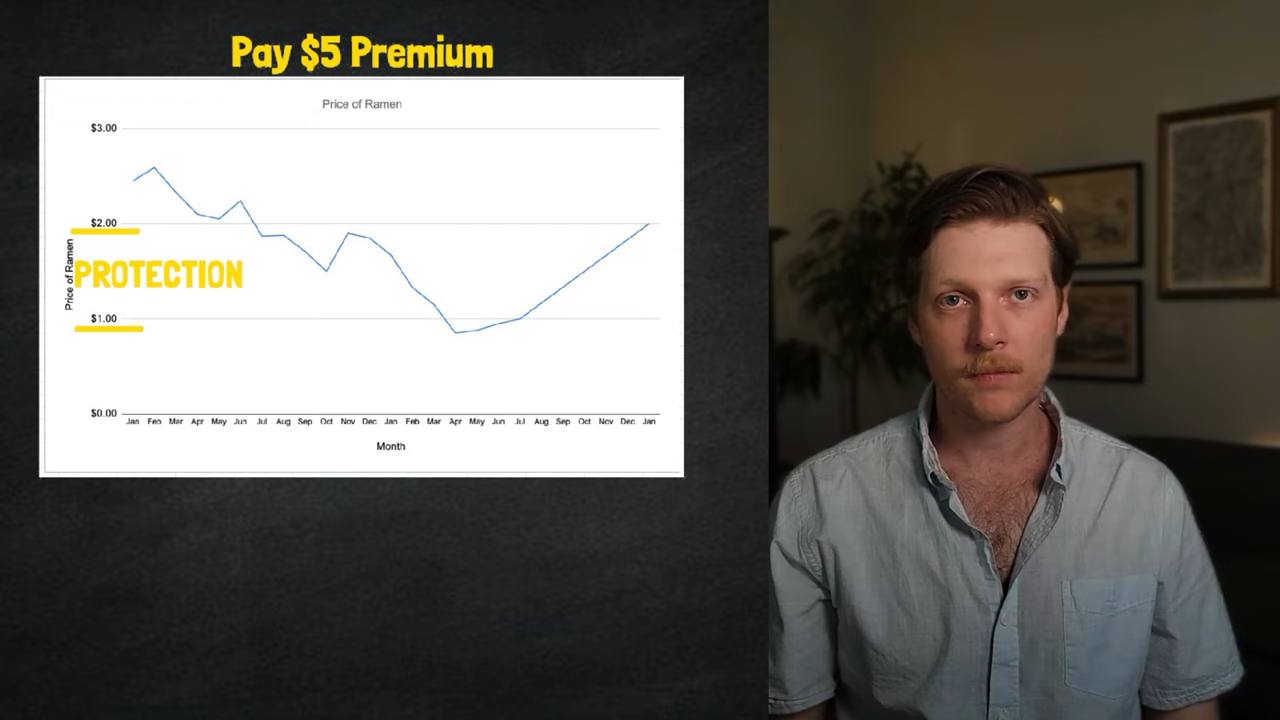 Pay $5 Premium
Price of Ramen
$3.00
$2.00
Price of Ramen
PROTECTION
$1.00
$0.00
Jan Feb Mar Apr May Jun Jul Aug Sep Oct Nov Dec Jan Feb Mar Apr May Jun Jul Aug Sep Oct Nov Dec Jan
Month